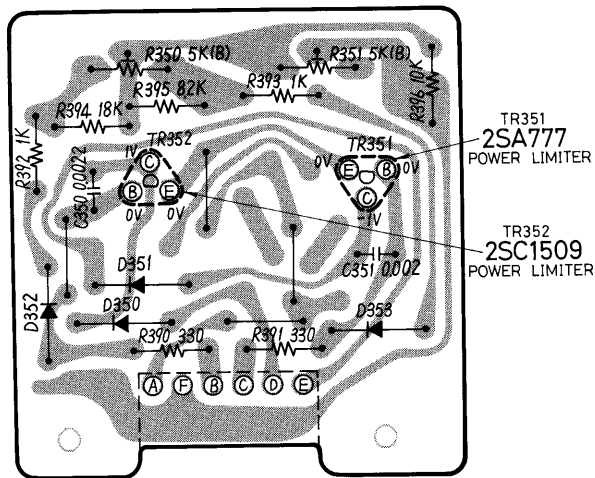 R350 5K(B)
R351 5K(B)
R395 82K
R393 1K
R396 10K
R394 18K
R392 1K
TR352
1V
C
B
E
0V
0V
C350 0.0022
TR351
0V
E
B
0V
C
-1V
TR351
2SA777
POWER LIMITER
TR352
2SC1509
POWER LIMITER
C351 0.002
D351
D352
D350
D353
R390 330
R391 330
A F B C D E